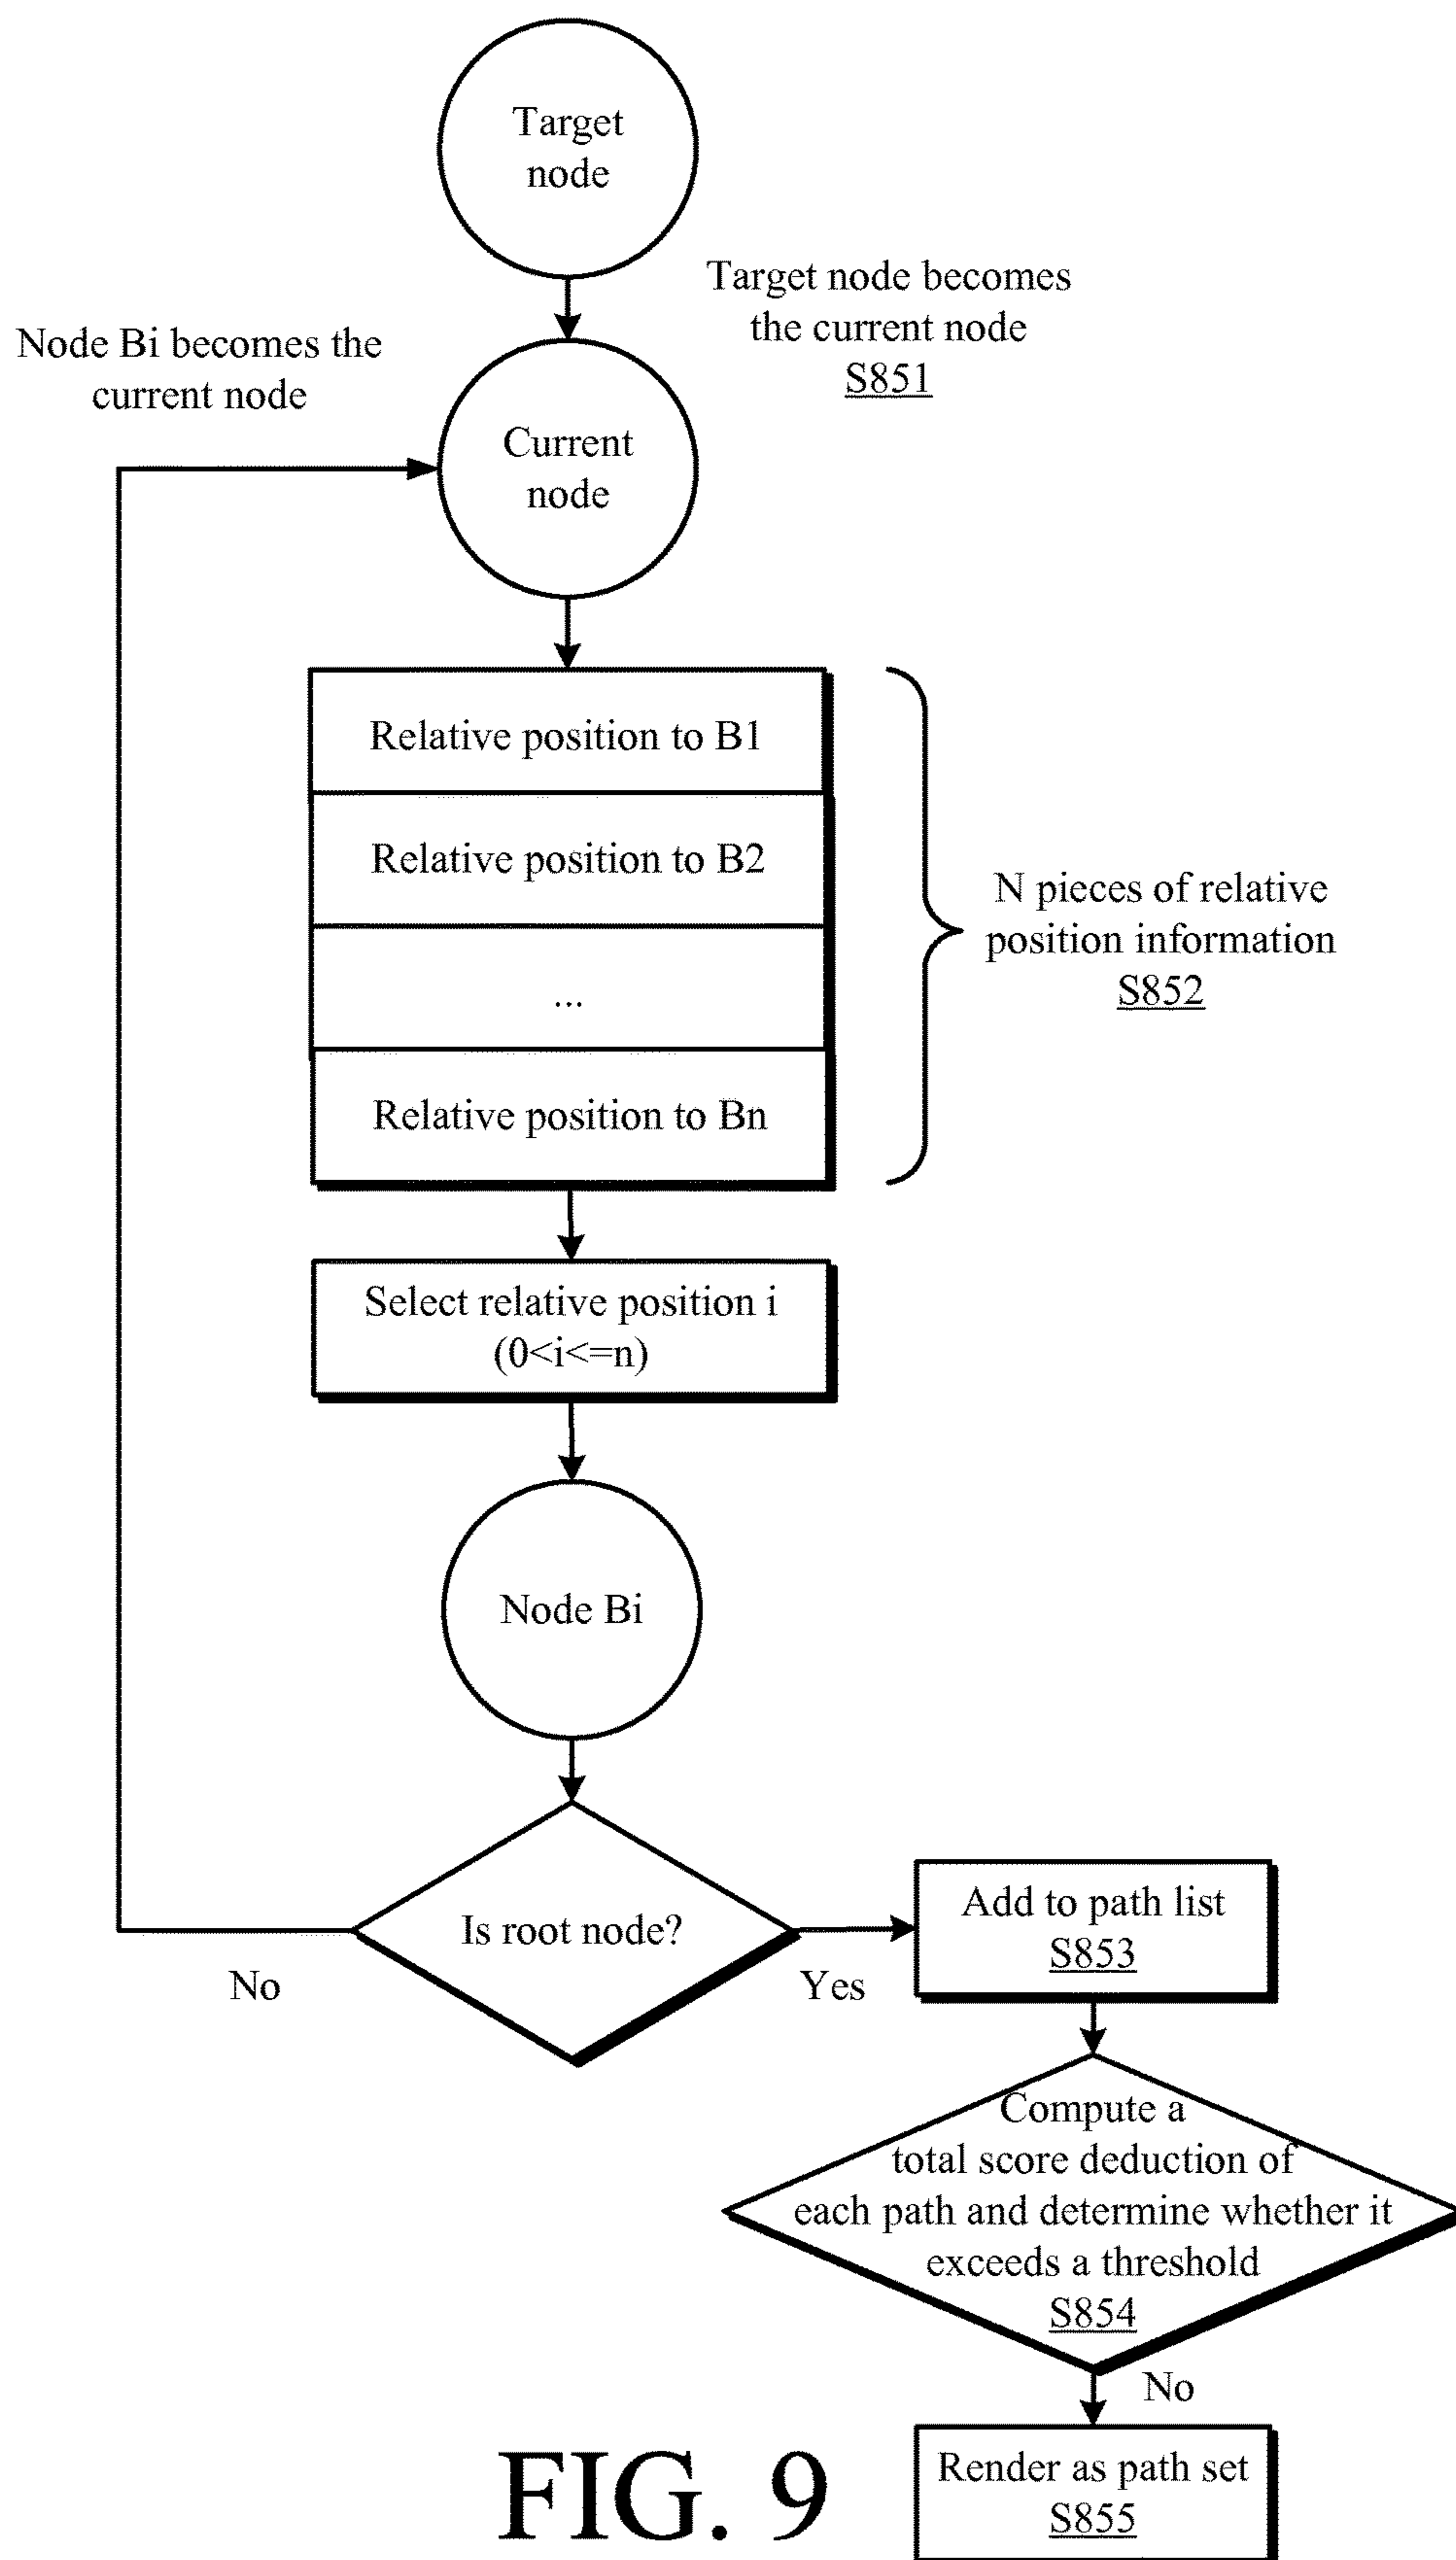 Target
node
Target node becomes
the current node
S851
Node Bi becomes the
current node
Current
node
Relative position to B1
Relative position to B2
...
Relative position to Bn
N pieces of relative
position information
S852
Select relative position i
(0<i<=n)
Node Bi
Is root node?
No
Yes
Add to path list
S853
Compute a
total score deduction of
each path and determine whether it
exceeds a threshold
S854
No
Render as path set
S855
FIG. 9